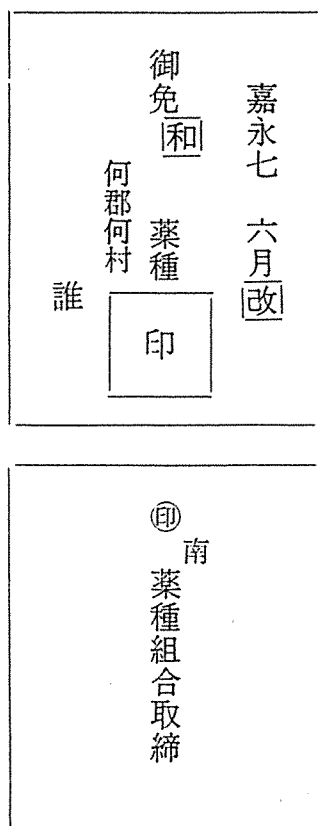 嘉永七 六月改
御免 和 薬種
印
何郡何村
誰
南
㊞ 薬種組合取締